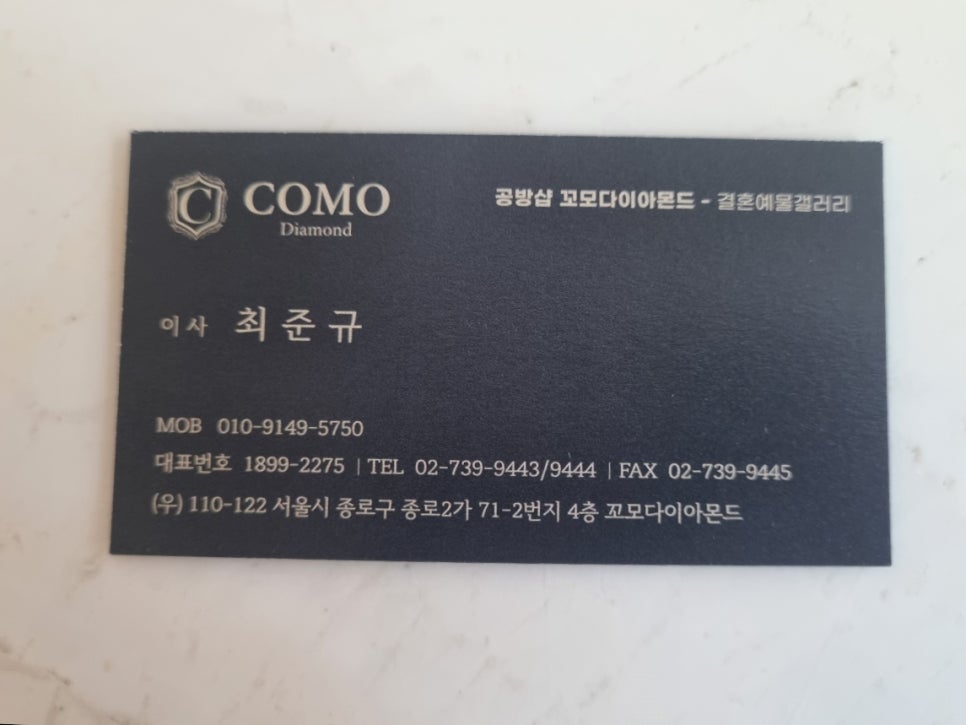 C COMO
Diamond
공방샵 꼬모다이아몬드 - 결혼예물갤러리
이사 최준규
MOB 010-9149-5750
대표번호 1899-2275 | TEL 02-739-9443/9444 | FAX 02-739-9445
(우) 110-122 서울시 종로구 종로2가 71-2번지 4층 꼬모다이아몬드